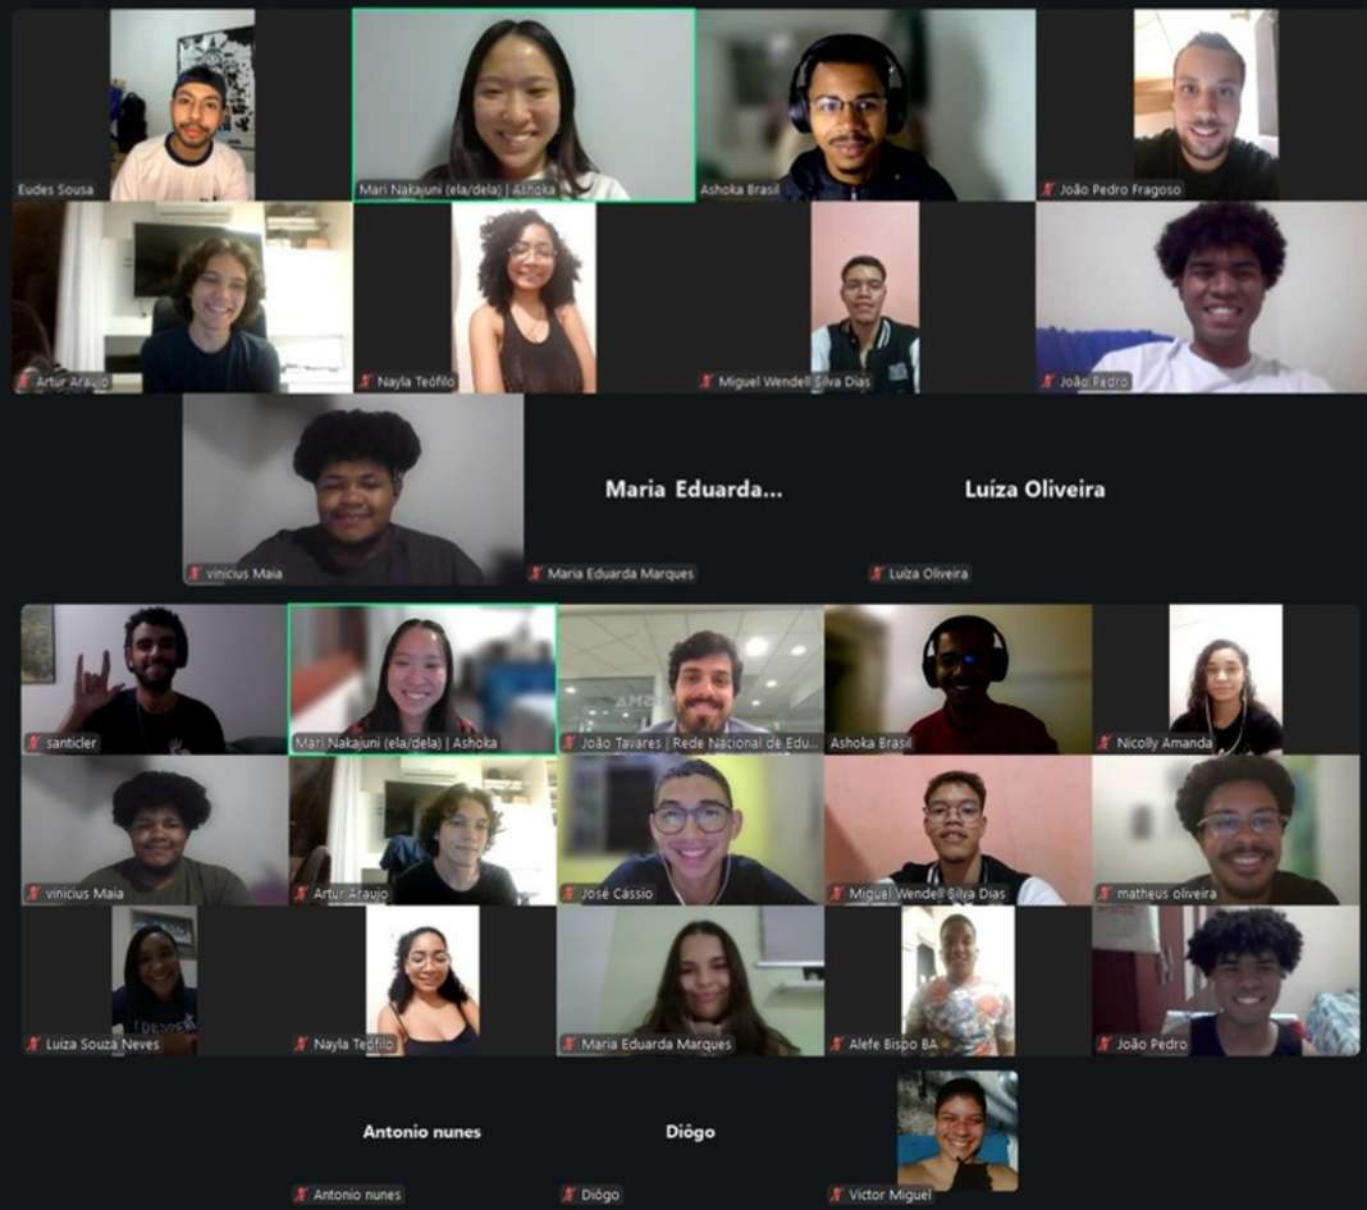 Eudes Sousa
Mari Nakajuni (ela/dela) | Ashoka
Ashoka Brasil
João Pedro Fragoso
Artur Araujo
Nayla Teófilo
Miguel Wendell Silva Dias
João Pedro
Maria Eduarda...
Luíza Oliveira
vinicius Maia
Maria Eduarda Marques
Luíza Oliveira
santicler
Mari Nakajuni (ela/dela) | Ashoka
João Tavares | Rede Nacional de Edu...
Ashoka Brasil
Nicolly Amanda
vinicius Maia
Artur Araujo
José Cássio
Miguel Wendell Silva Dias
matheus oliveira
Luiza Souza Neves
Nayla Teófilo
Maria Eduarda Marques
Alefe Bispo BA
João Pedro
Antonio nunes
Diôgo
Antonio nunes
Diôgo
Victor Miguel